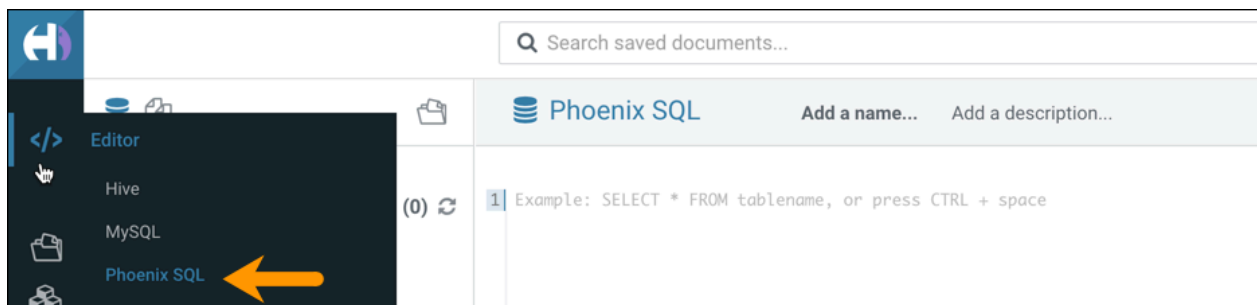 Search saved documents...
Phoenix SQL Add a name... Add a description...
</> Editor
Hive
(0)
MySQL
Phoenix SQL
1 Example: SELECT * FROM tablename, or press CTRL + space